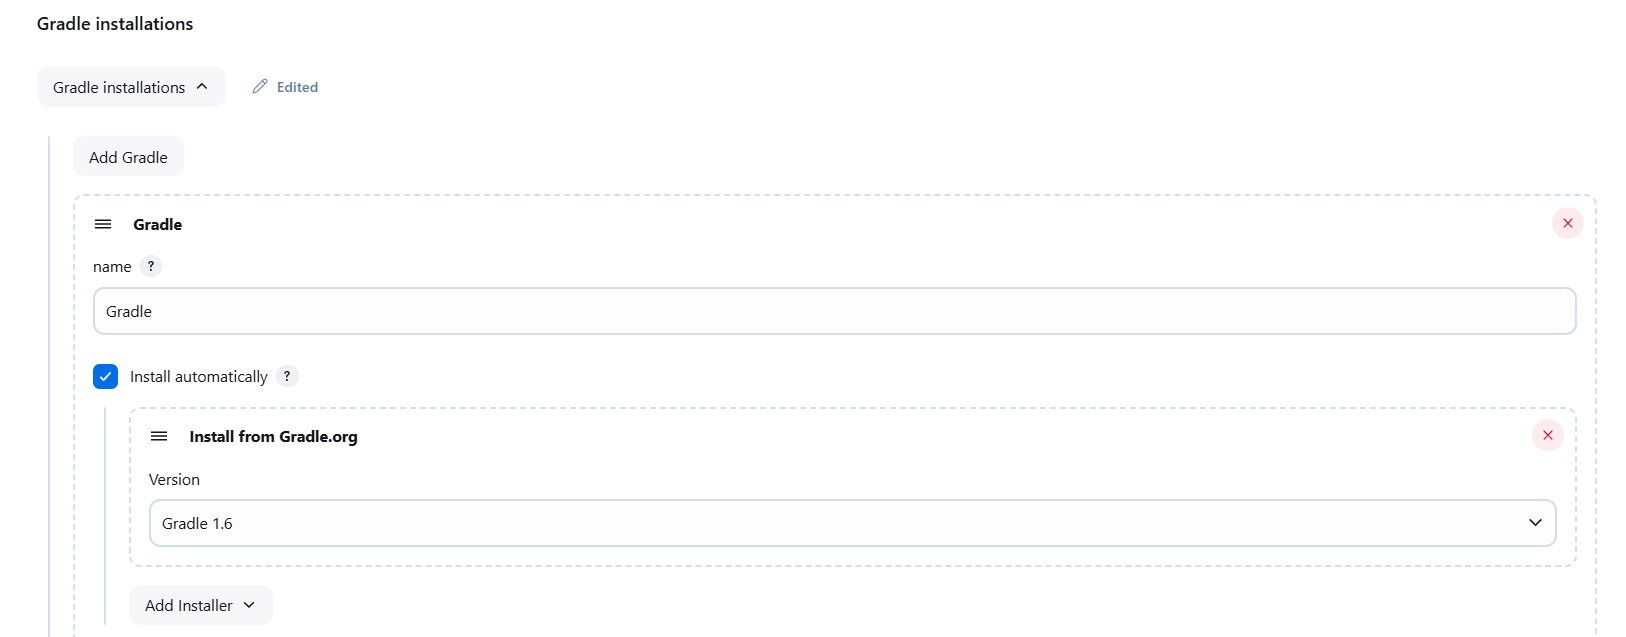 Gradle installations
Gradle installations
Edited
Add Gradle
Gradle
name ?
Gradle
Install automatically ?
Install from Gradle.org
Version
Gradle 1.6
Add Installer